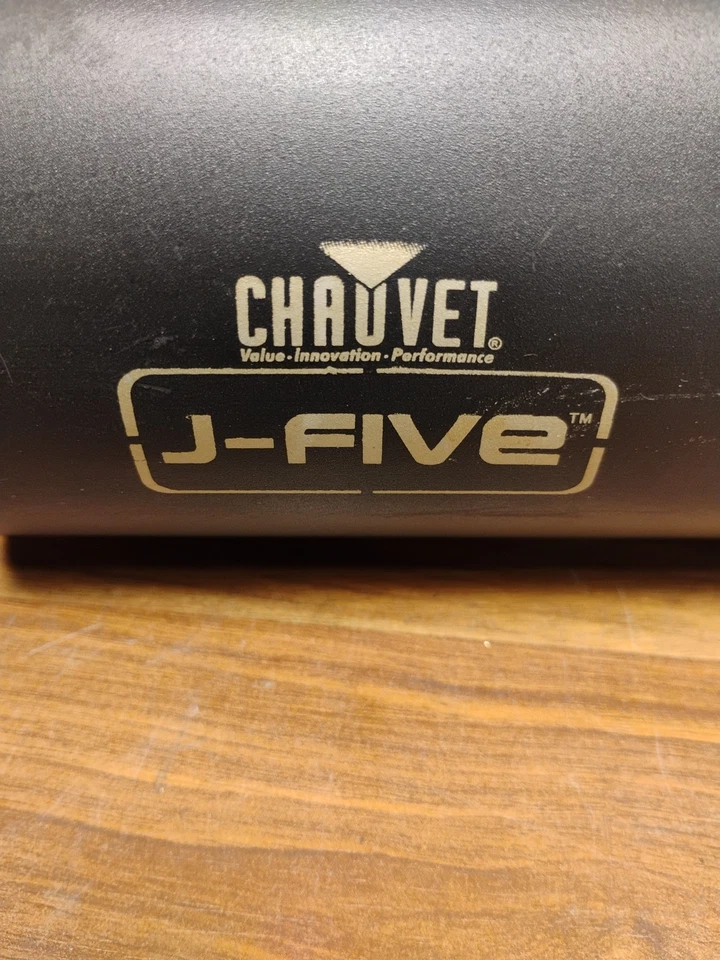 CHAUVET®
Value · Innovation · Performance
J-FIVE™